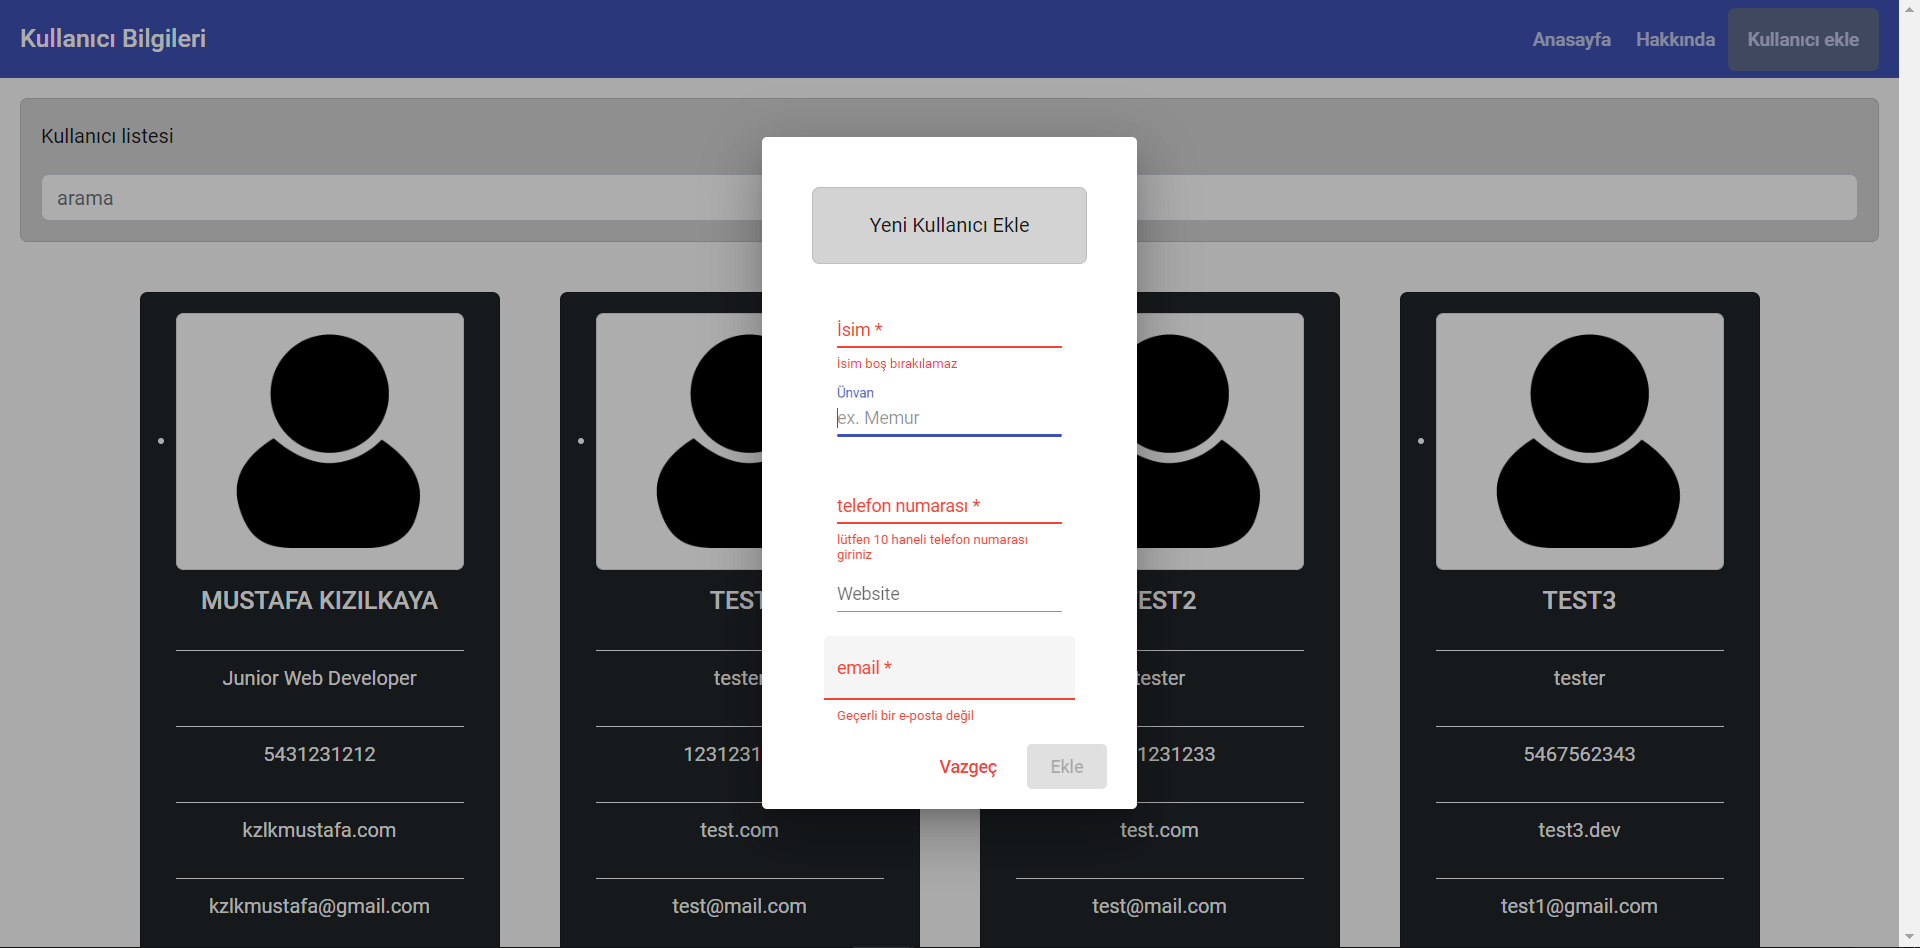 Kullanıcı Bilgileri
Anasayfa
Hakkında
Kullanıcı ekle
Kullanıcı listesi
arama
Yeni Kullanıcı Ekle
İsim *
İsim boş bırakılamaz
Ünvan
ex. Memur
telefon numarası *
lütfen 10 haneli telefon numarası
giriniz
Website
email *
Geçerli bir e-posta değil
Vazgeç
Ekle
MUSTAFA KIZILKAYA
Junior Web Developer
5431231212
kzlkmustafa.com
kzlkmustafa@gmail.com
TEST
tester
1231231
test.com
test@mail.com
EST2
tester
1231233
test.com
test@mail.com
TEST3
tester
5467562343
test3.dev
test1@gmail.com